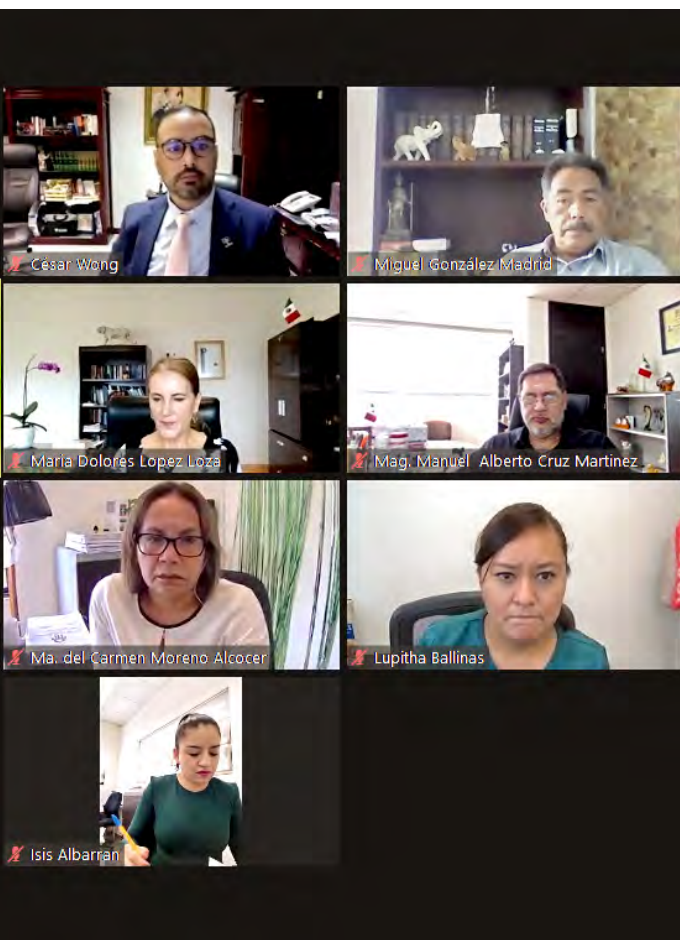 César Wong
Miguel González Madrid
Maria Dolores Lopez Loza
Mag. Manuel Alberto Cruz Martinez
Ma. del Carmen Moreno Alcocer
Lupitha Ballinas
Isis Albarran